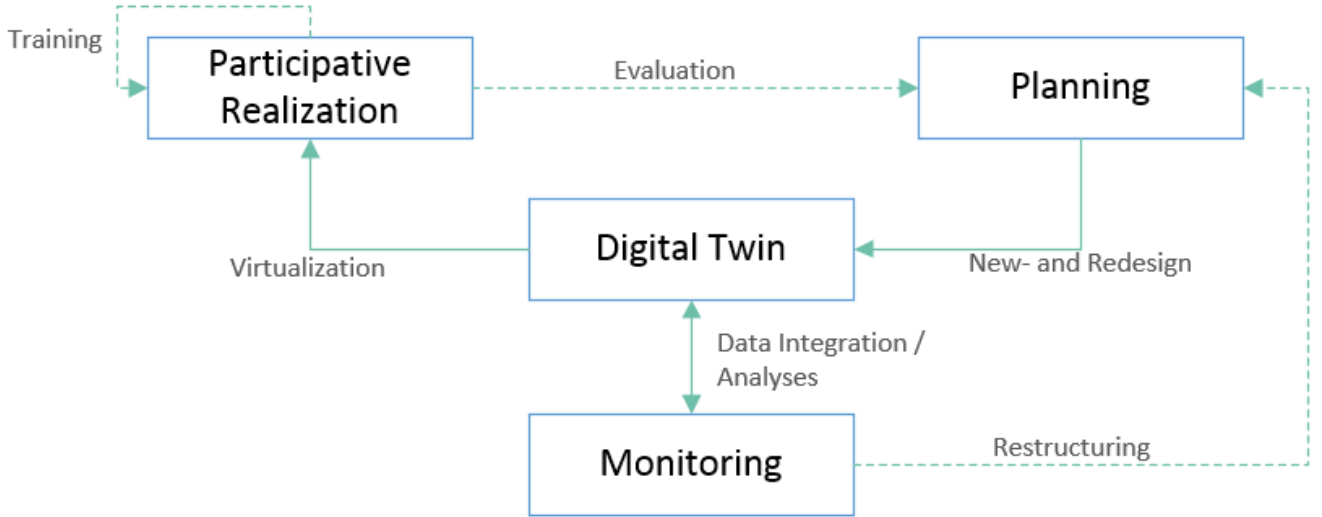 Training
Participative
Realization
Evaluation
Planning
Digital Twin
Virtualization
New- and Redesign
Data Integration /
Analyses
Monitoring
Restructuring